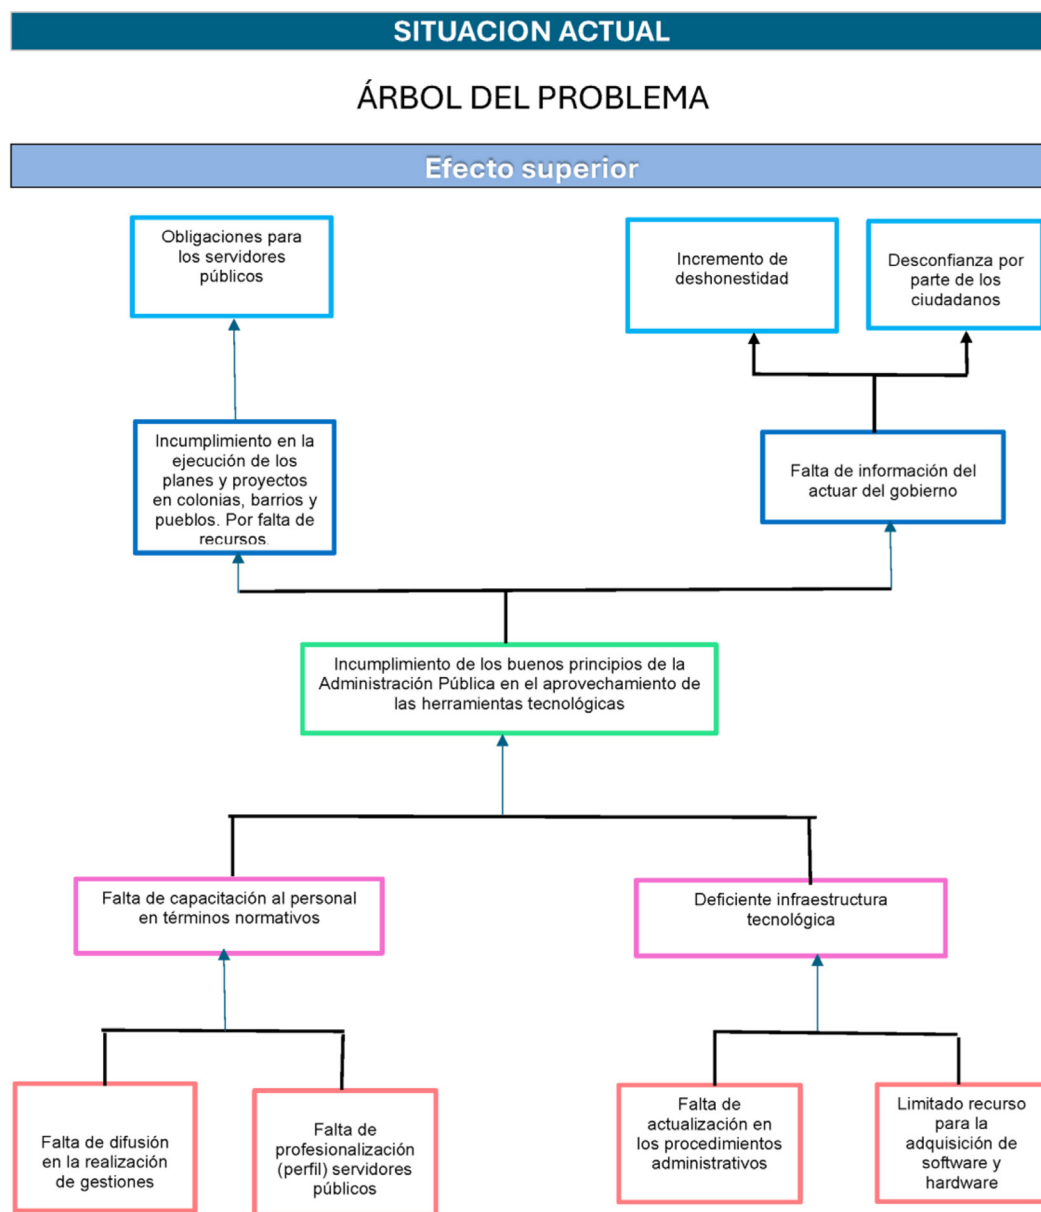 SITUACION ACTUAL
ÁRBOL DEL PROBLEMA
Efecto superior
Obligaciones para
los servidores
públicos
Incremento de
deshonestidad
Desconfianza por
parte de los
ciudadanos
Incumplimiento en la
ejecución de los
planes y proyectos
en colonias, barrios y
pueblos. Por falta de
recursos.
Falta de información del
actuar del gobierno
Incumplimiento de los buenos principios de la
Administración Pública en el aprovechamiento de
las herramientas tecnológicas
Falta de capacitación al personal
en términos normativos
Deficiente infraestructura
tecnológica
Falta de difusión
en la realización
de gestiones
Falta de
profesionalización
(perfil) servidores
públicos
Falta de
actualización en
los procedimientos
administrativos
Limitado recurso
para la
adquisición de
software y
hardware